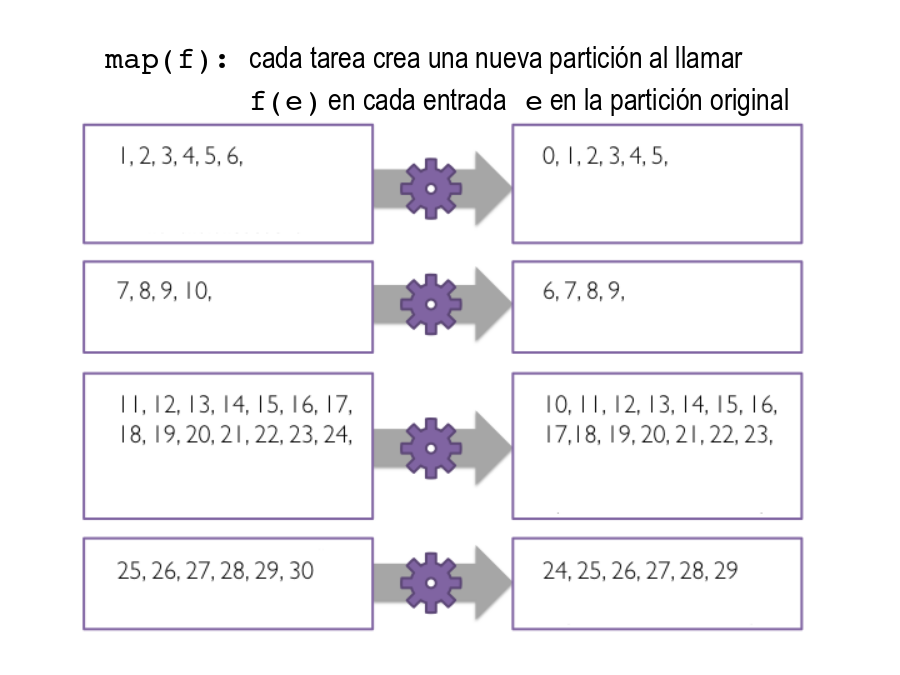 map(f): cada tarea crea una nueva partición al llamar
f(e) en cada entrada e en la partición original
1, 2, 3, 4, 5, 6,
0, 1, 2, 3, 4, 5,
7, 8, 9, 10,
6, 7, 8, 9,
11, 12, 13, 14, 15, 16, 17,
18, 19, 20, 21, 22, 23, 24,
10, 11, 12, 13, 14, 15, 16,
17,18, 19, 20, 21, 22, 23,
25, 26, 27, 28, 29, 30
24, 25, 26, 27, 28, 29